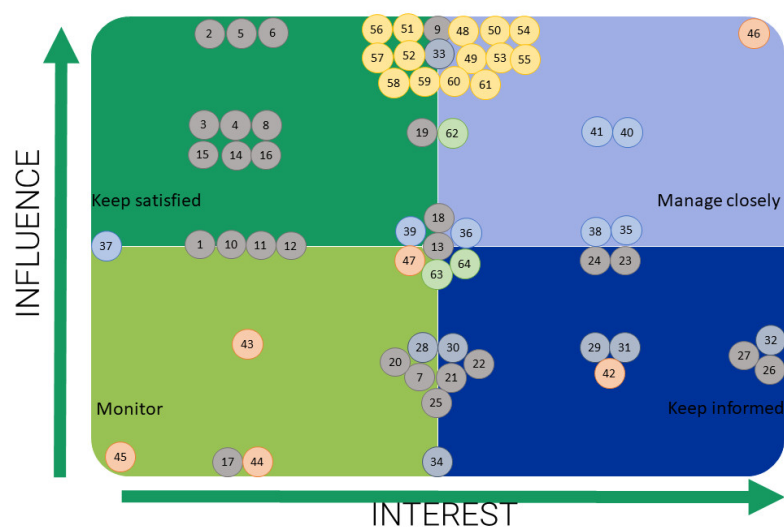 56 51 9 48 50 54
2 5 6 46
57 52 33 49 53 55
58 59 60 61
3 4 8 19 62 41 40
15 14 16
Keep satisfied Manage closely
INFLUENCE
37 1 10 11 12 39 18 36 38 35
13
47 63 64 24 23
43 28 30 29 31 32
20 7 21 22 42 27 26
25
Monitor Keep informed
45 17 44 34
INTEREST